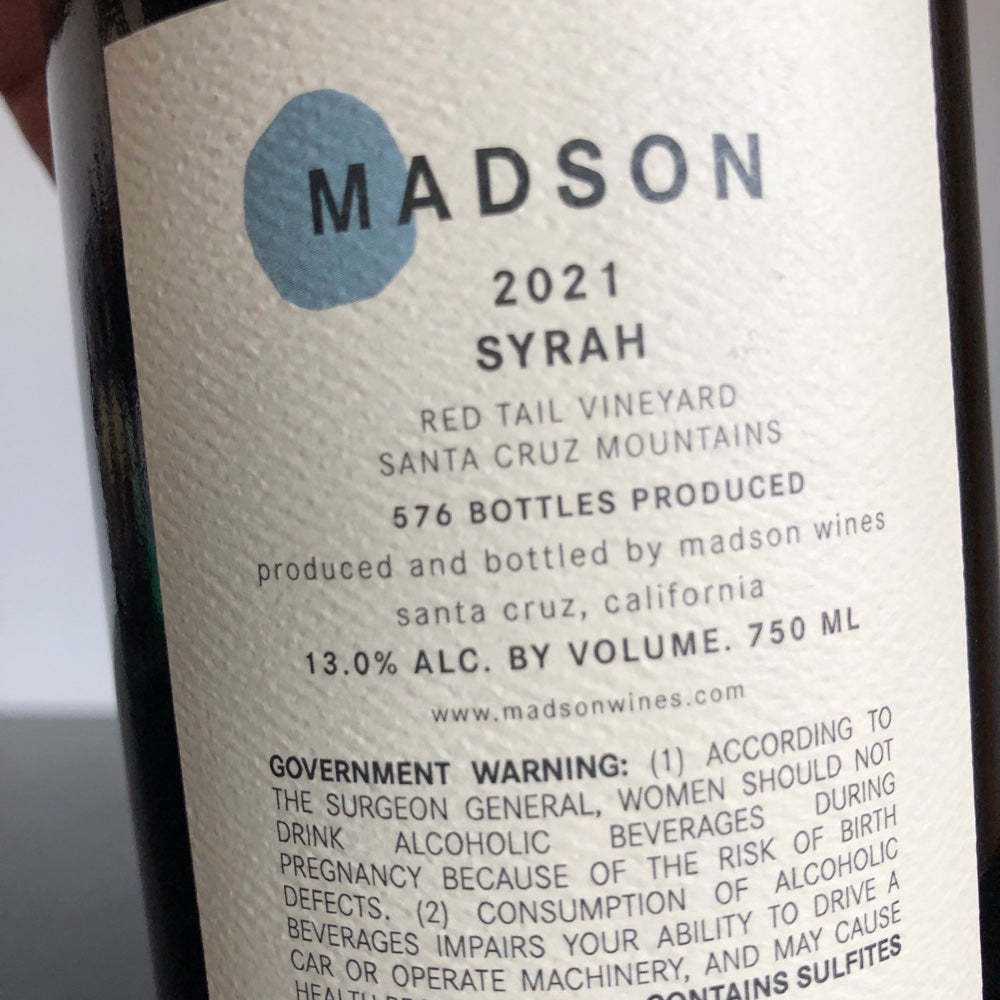 MADSON
2021
SYRAH
RED TAIL VINEYARD
SANTA CRUZ MOUNTAINS
576 BOTTLES PRODUCED
produced and bottled by madson wines
santa cruz, california
13.0% ALC. BY VOLUME. 750 ML
www.madsonwines.com
GOVERNMENT WARNING: (1) ACCORDING TO
THE SURGEON GENERAL, WOMEN SHOULD NOT
DRINK ALCOHOLIC BEVERAGES DURING
PREGNANCY BECAUSE OF THE RISK OF BIRTH
DEFECTS. (2) CONSUMPTION OF ALCOHOLIC
BEVERAGES IMPAIRS YOUR ABILITY TO DRIVE A
CAR OR OPERATE MACHINERY, AND MAY CAUSE
HEALTH CONTAINS SULFITES